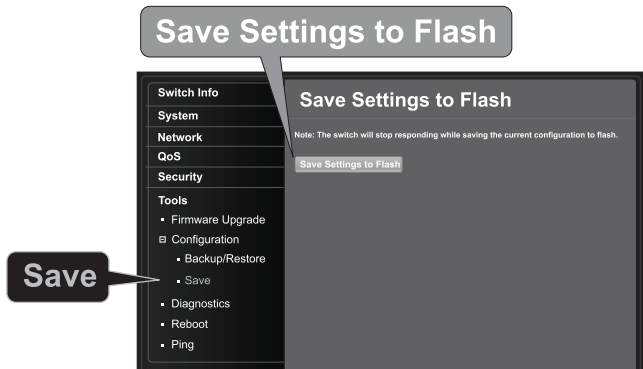 Save Settings to Flash
Switch Info
System
Network
QoS
Security
Tools
Firmware Upgrade
Configuration
Backup/Restore
Save
Diagnostics
Reboot
Ping
Save
Save Settings to Flash
Note: The switch will stop responding while saving the current configuration to flash.
Save Settings to Flash